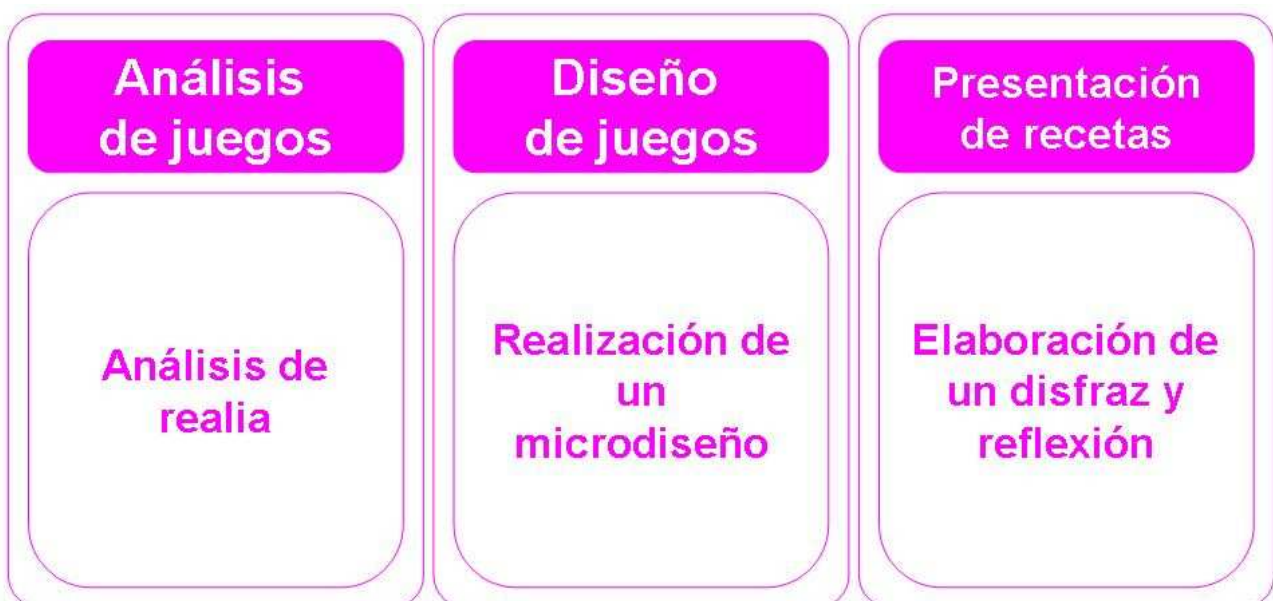 Análisis
de juegos
Análisis de
realia
Diseño
de juegos
Realización de
un
microdiseño
Presentación
de recetas
Elaboración de
un disfraz y
reflexión